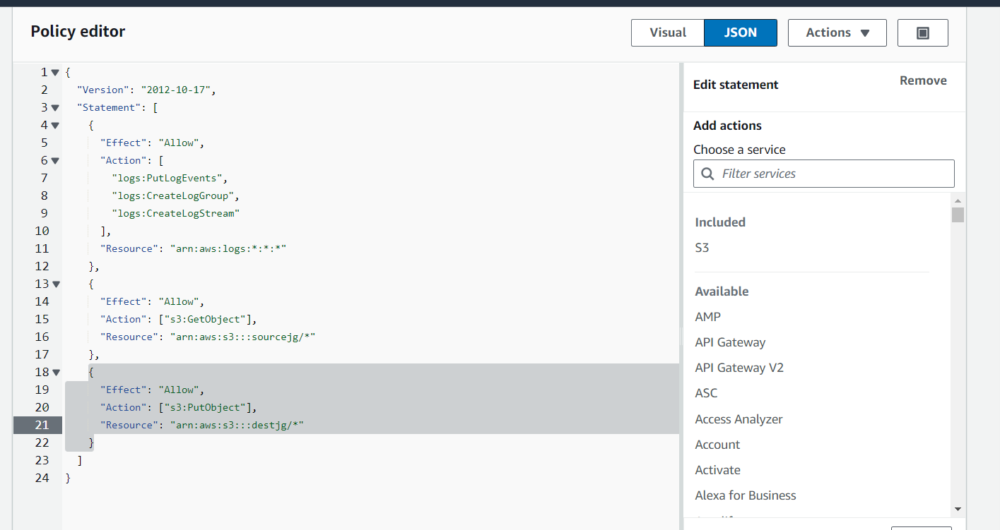 Policy editor
Visual
JSON
Actions
1 {
2 "Version": "2012-10-17",
3 "Statement": [
4 {
5 "Effect": "Allow",
6 "Action": [
7 "logs:PutLogEvents",
8 "logs:CreateLogGroup",
9 "logs:CreateLogStream"
10 ],
11 "Resource": "arn:aws:logs:*:*:*"
12 },
13 {
14 "Effect": "Allow",
15 "Action": ["s3:GetObject"],
16 "Resource": "arn:aws:s3:::sourcejg/*"
17 },
18 {
19 "Effect": "Allow",
20 "Action": ["s3:PutObject"],
21 "Resource": "arn:aws:s3:::destjg/*"
22 }
23 ]
24 }
Edit statement
Remove
Add actions
Choose a service
Filter services
Included
S3
Available
AMP
API Gateway
API Gateway V2
ASC
Access Analyzer
Account
Activate
Alexa for Business